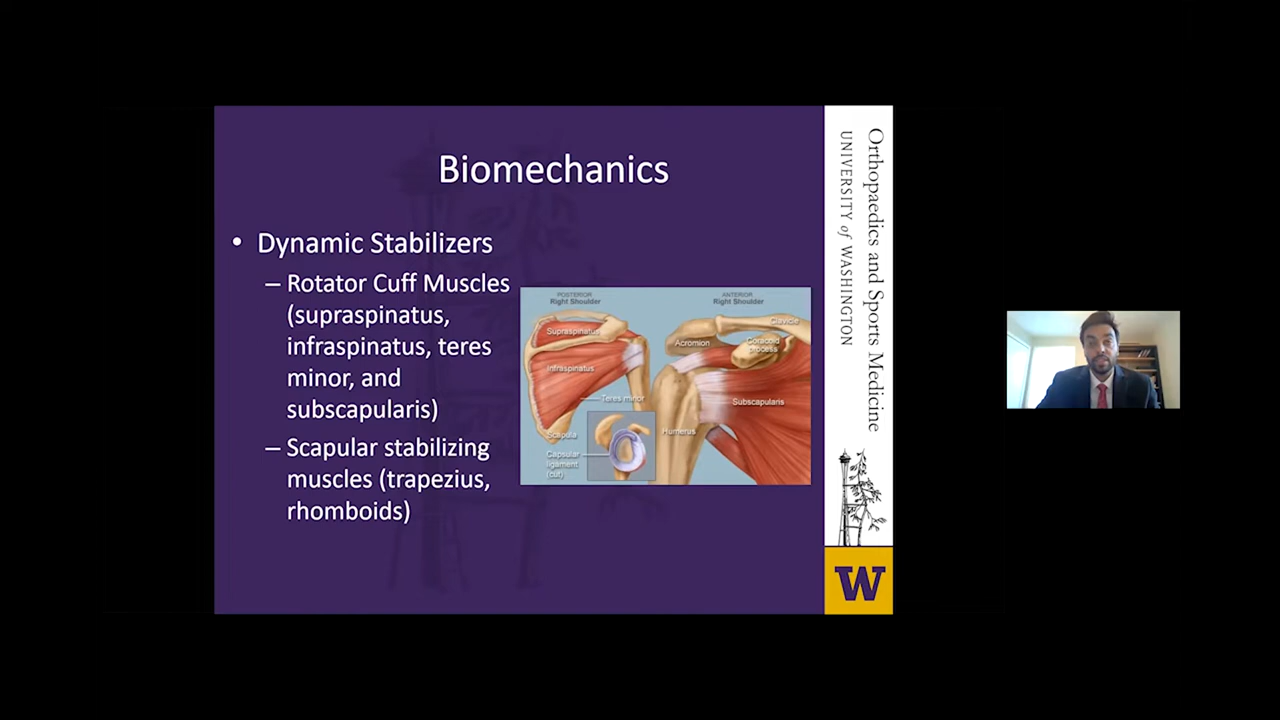 Biomechanics
• Dynamic Stabilizers
– Rotator Cuff Muscles
(supraspinatus,
infraspinatus, teres
minor, and
subscapularis)
– Scapular stabilizing
muscles (trapezius,
rhomboids)
POSTERIOR
Right Shoulder
Supraspinatus
Infraspinatus
Teres minor
Scapula
Capsular
ligament
(cut)
ANTERIOR
Right Shoulder
Clavicle
Acromion
Coracoid
process
Subscapularis
Humerus
Orthopaedics and Sports Medicine
UNIVERSITY of WASHINGTON
W